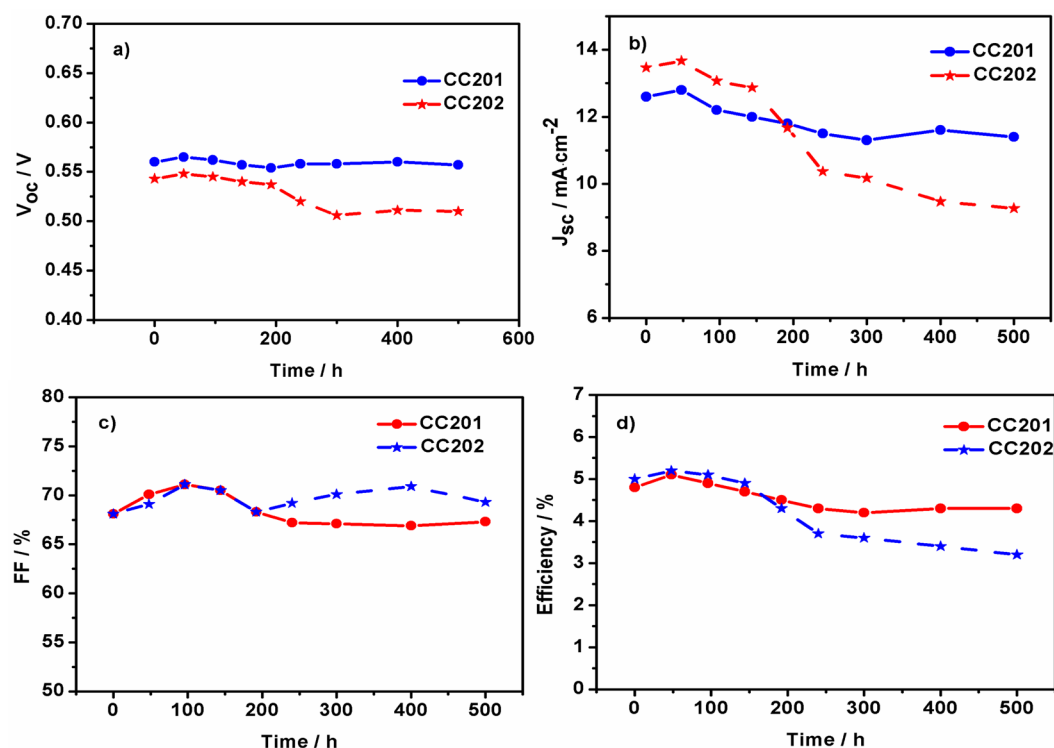 a)
CC201
CC202
0.70
0.65
0.60
0.55
0.50
0.45
0.40
V_OC / V
0
200
400
600
Time / h
b)
CC201
CC202
14
12
10
8
6
J_SC / mA·cm-2
0
100
200
300
400
500
Time / h
c)
CC201
CC202
80
75
70
65
60
55
50
FF / %
0
100
200
300
400
500
Time / h
d)
CC201
CC202
7
6
5
4
3
2
1
0
Efficiency / %
0
100
200
300
400
500
Time / h